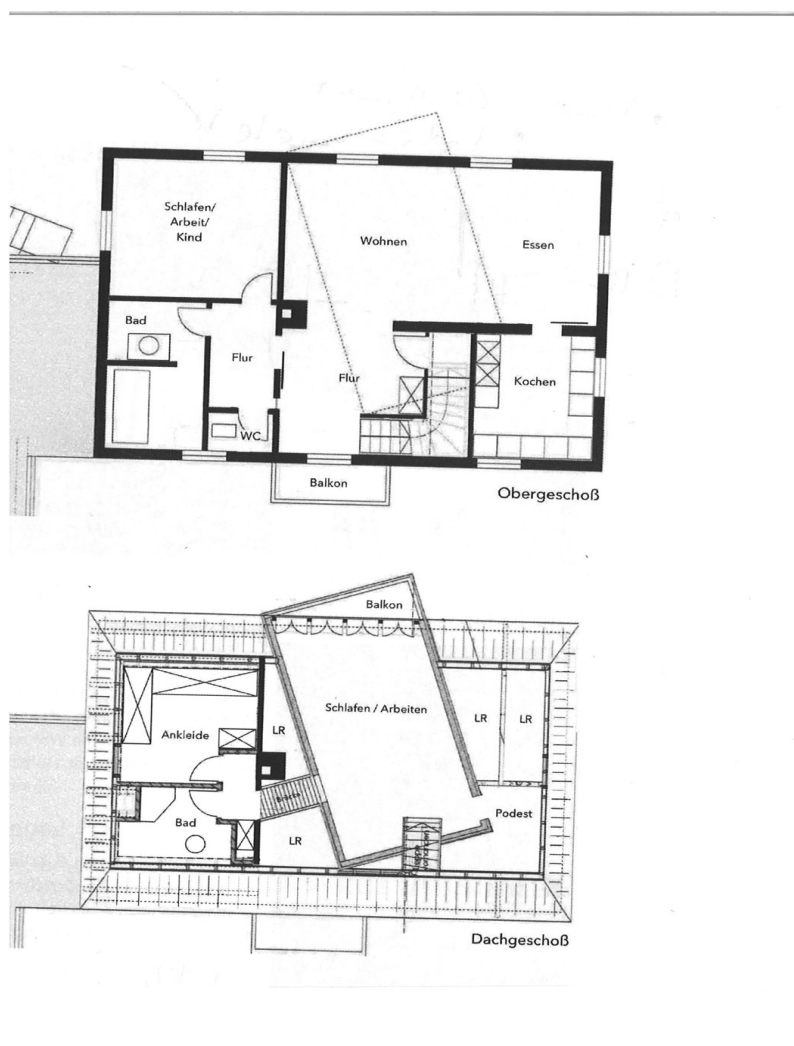 Schlafen/
Arbeit/
Kind
Wohnen
Essen
Bad
Flur
Flur
Kochen
WC
Balkon
Obergeschoß
Balkon
Schlafen / Arbeiten
LR
LR
LR
Ankleide
Brücke
Podest
Bad
LR
Dachgeschoß